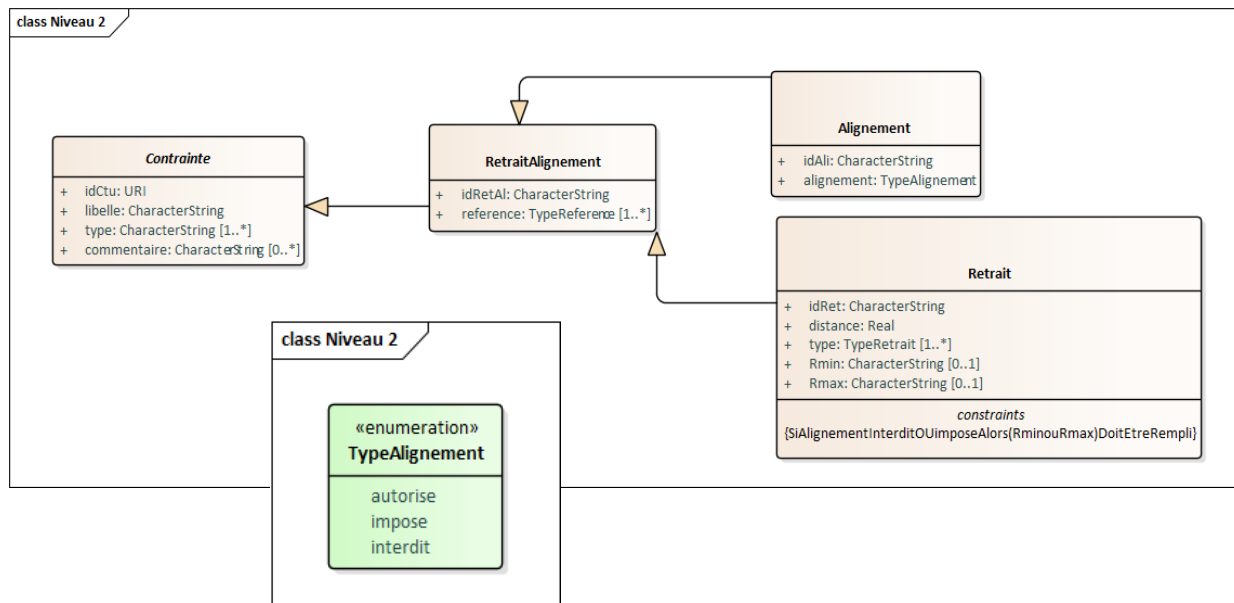 class Niveau 2
Contrainte
+ idCtu: URI
+ libelle: CharacterString
+ type: CharacterString [1..*]
+ commentaire: CharacterString [0..*]
RetraitAlignement
+ idRetAl: CharacterString
+ reference: TypeReference [1..*]
Alignement
+ idAli: CharacterString
+ alignement: TypeAlignement
Retrait
+ idRet: CharacterString
+ distance: Real
+ type: TypeRetrait [1..*]
+ Rmin: CharacterString [0..1]
+ Rmax: CharacterString [0..1]
constraints
{SiAlignementInterditOUimposeAlors(RminouRmax)DoitEtreRempli}
class Niveau 2
«enumeration»
TypeAlignement
autorise
impose
interdit